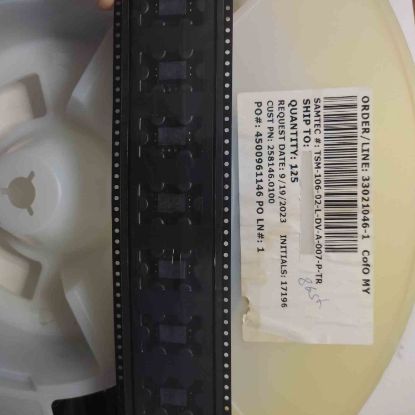 ORDER/LINE: 33021046-1 CofO MY
SAMTEC #: TSM-106-02-L-DV-A-007-P-TR
SHIP TO:
QUANTITY: 125
REQUEST DATE: 9/19/2023 INITIALS: 17196
CUST PN: 258146.0100
PO#: 4500961146 PO LN#: 1